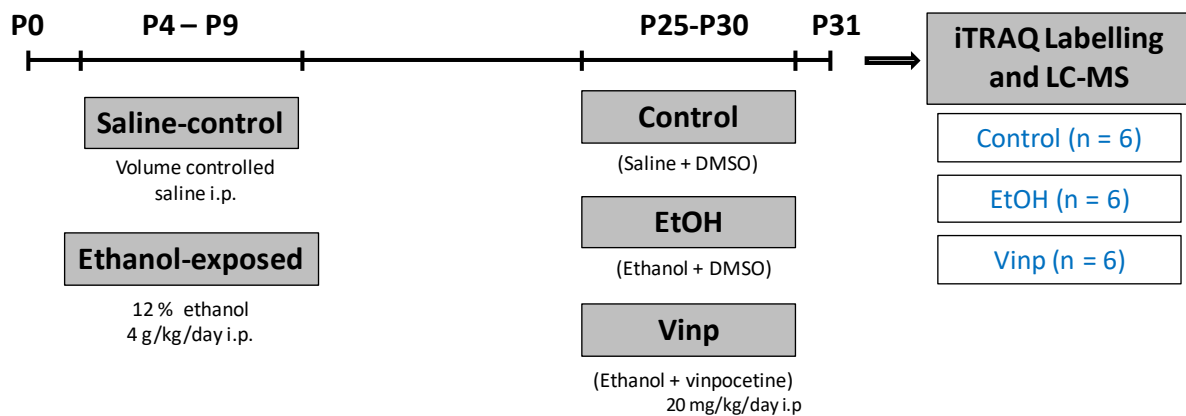 P0
P4 – P9
P25-P30
P31
iTRAQ Labelling
and LC-MS
Saline-control
Volume controlled
saline i.p.
Ethanol-exposed
12 % ethanol
4 g/kg/day i.p.
Control
(Saline + DMSO)
EtOH
(Ethanol + DMSO)
Vinp
(Ethanol + vinpocetine)
20 mg/kg/day i.p
Control (n = 6)
EtOH (n = 6)
Vinp (n = 6)